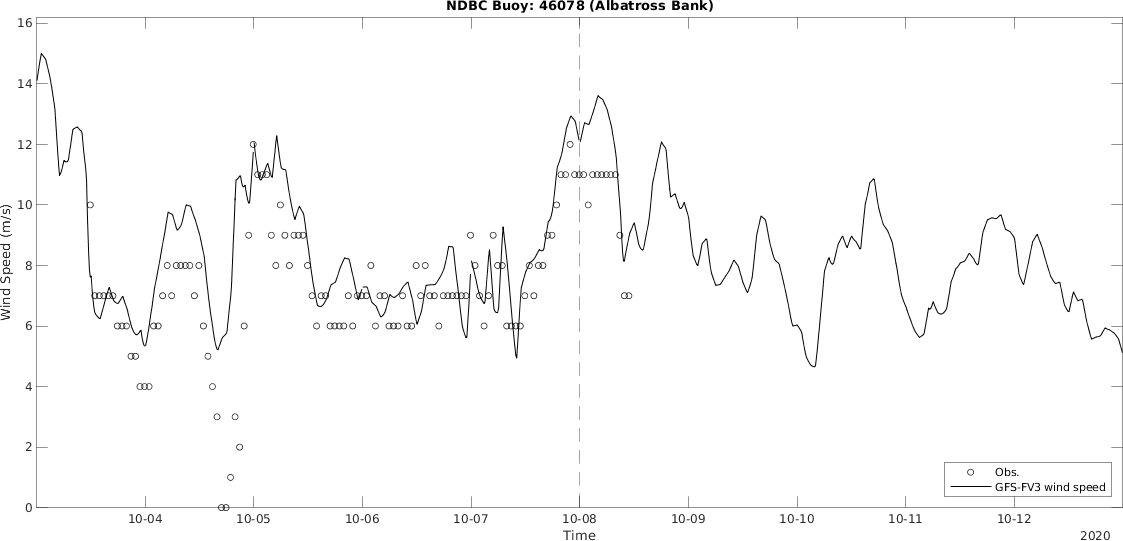 NDBC Buoy: 46078 (Albatross Bank)
16
14
12
10
8
6
4
2
0
Wind Speed (m/s)
10-04 10-05 10-06 10-07 10-08 10-09 10-10 10-11 10-12
Time
2020
Obs.
GFS-FV3 wind speed